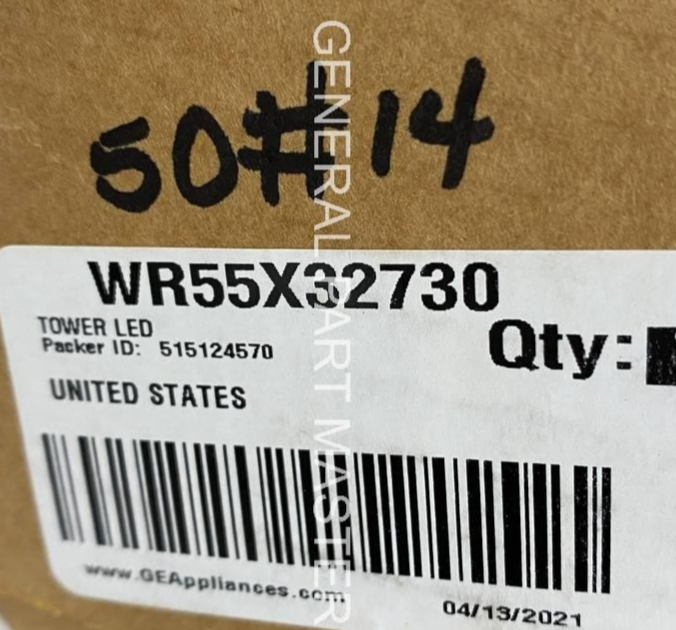 50# 14
WR55X32730
TOWER LED
Packer ID: 515124570
Qty:
UNITED STATES
www.GEAppliances.com
04/13/2021
GENERAL PART MASTER